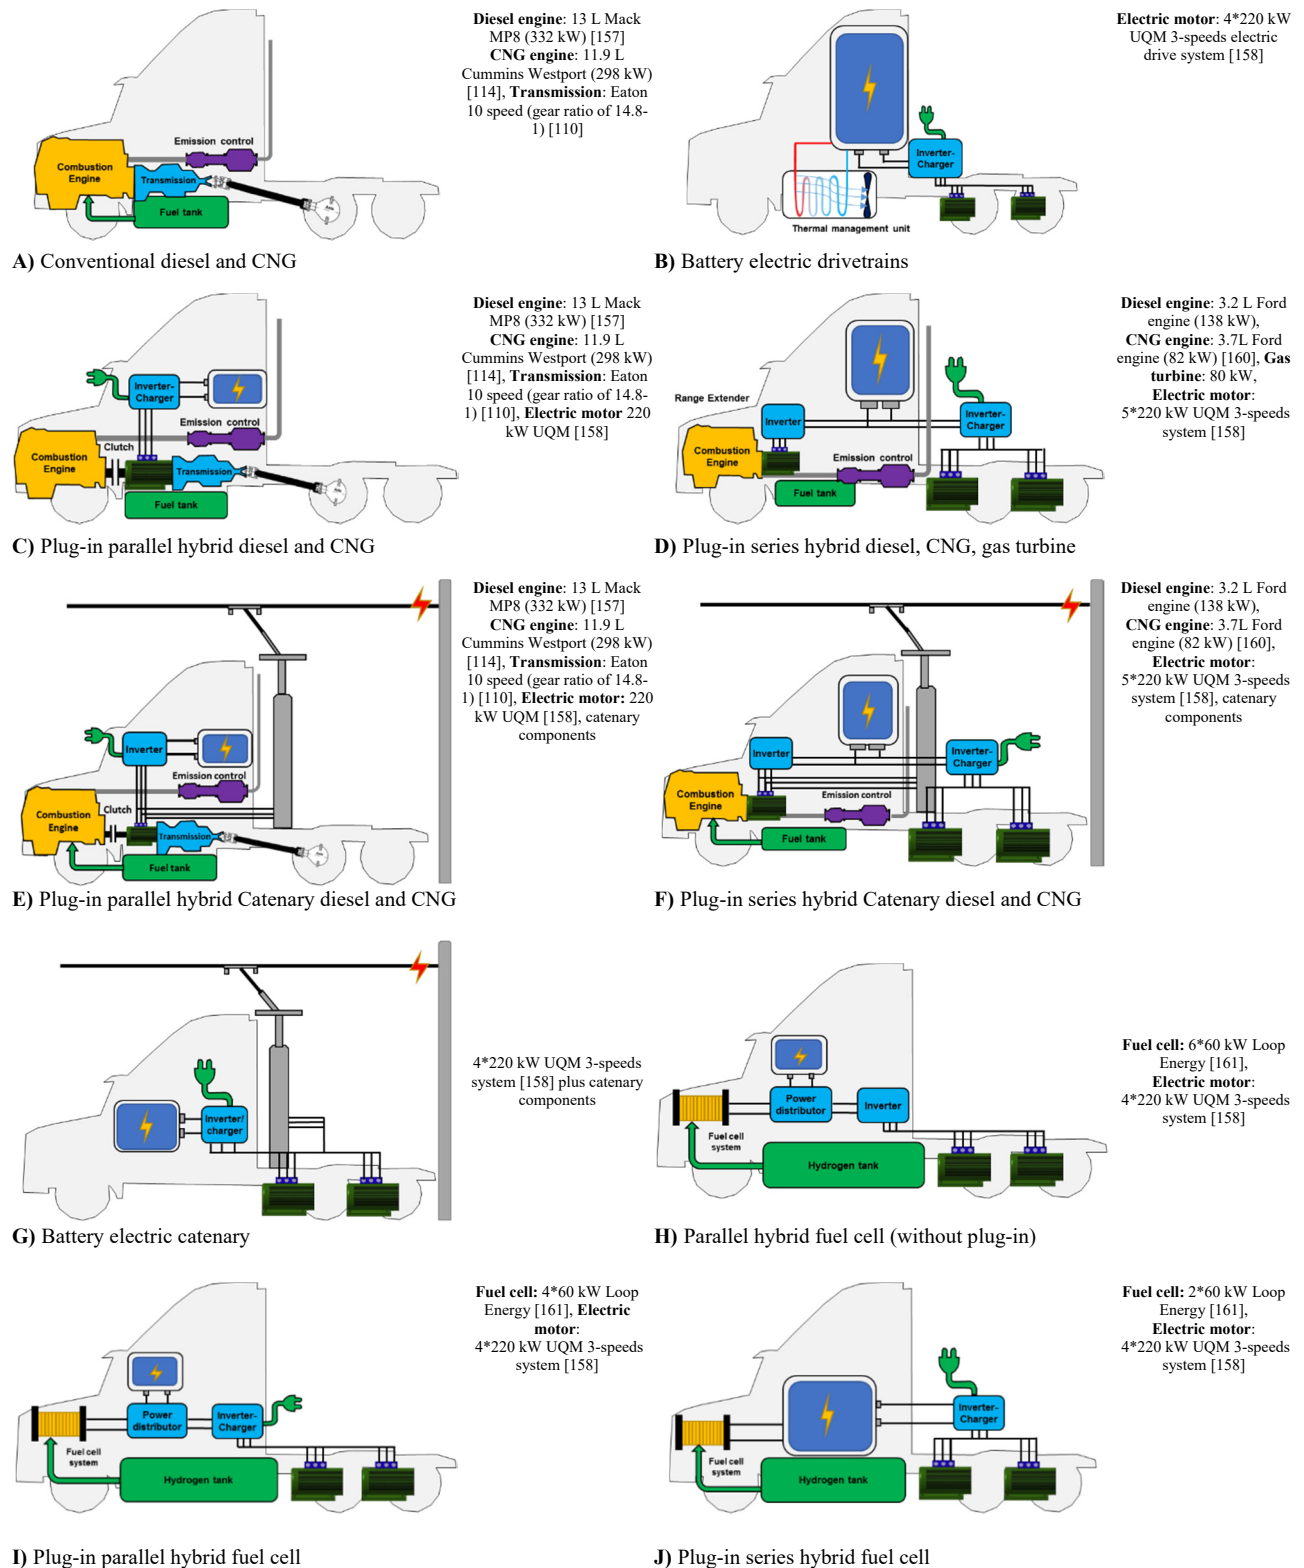 Diesel engine: 13 L Mack
MP8 (332 kW) [157]
CNG engine: 11.9 L
Cummins Westport (298 kW)
[114], Transmission: Eaton
10 speed (gear ratio of 14.8-
1) [110]
Emission control
Combustion
Engine
Transmission
Fuel tank
A) Conventional diesel and CNG
Electric motor: 4*220 kW
UQM 3-speeds electric
drive system [158]
Inverter-
Charger
Thermal management unit
B) Battery electric drivetrains
Diesel engine: 13 L Mack
MP8 (332 kW) [157]
CNG engine: 11.9 L
Cummins Westport (298 kW)
[114], Transmission: Eaton
10 speed (gear ratio of 14.8-
1) [110], Electric motor 220
kW UQM [158]
Inverter-
Charger
Emission control
Clutch
Combustion
Engine
Transmission
Fuel tank
C) Plug-in parallel hybrid diesel and CNG
Diesel engine: 3.2 L Ford
engine (138 kW),
CNG engine: 3.7L Ford
engine (82 kW) [160], Gas
turbine: 80 kW,
Electric motor:
5*220 kW UQM 3-speeds
system [158]
Range Extender
Inverter
Inverter-
Charger
Combustion
Engine
Emission control
Fuel tank
D) Plug-in series hybrid diesel, CNG, gas turbine
Diesel engine: 13 L Mack
MP8 (332 kW) [157]
CNG engine: 11.9 L
Cummins Westport (298 kW)
[114], Transmission: Eaton
10 speed (gear ratio of 14.8-
1) [110], Electric motor: 220
kW UQM [158], catenary
components
Inverter
Emission control
Clutch
Combustion
Engine
Transmission
Fuel tank
E) Plug-in parallel hybrid Catenary diesel and CNG
Diesel engine: 3.2 L Ford
engine (138 kW),
CNG engine: 3.7L Ford
engine (82 kW) [160],
Electric motor:
5*220 kW UQM 3-speeds
system [158], catenary
components
Inverter
Inverter-
Charger
Combustion
Engine
Emission control
Fuel tank
F) Plug-in series hybrid Catenary diesel and CNG
4*220 kW UQM 3-speeds
system [158] plus catenary
components
Inverter/
charger
G) Battery electric catenary
Fuel cell: 6*60 kW Loop
Energy [161],
Electric motor:
4*220 kW UQM 3-speeds
system [158]
Power
distributor
Inverter
Fuel cell
system
Hydrogen tank
H) Parallel hybrid fuel cell (without plug-in)
Fuel cell: 4*60 kW Loop
Energy [161], Electric
motor:
4*220 kW UQM 3-speeds
system [158]
Power
distributor
Inverter-
Charger
Fuel cell
system
Hydrogen tank
I) Plug-in parallel hybrid fuel cell
Fuel cell: 2*60 kW Loop
Energy [161],
Electric motor:
4*220 kW UQM 3-speeds
system [158]
Inverter-
Charger
Fuel cell
system
Hydrogen tank
J) Plug-in series hybrid fuel cell